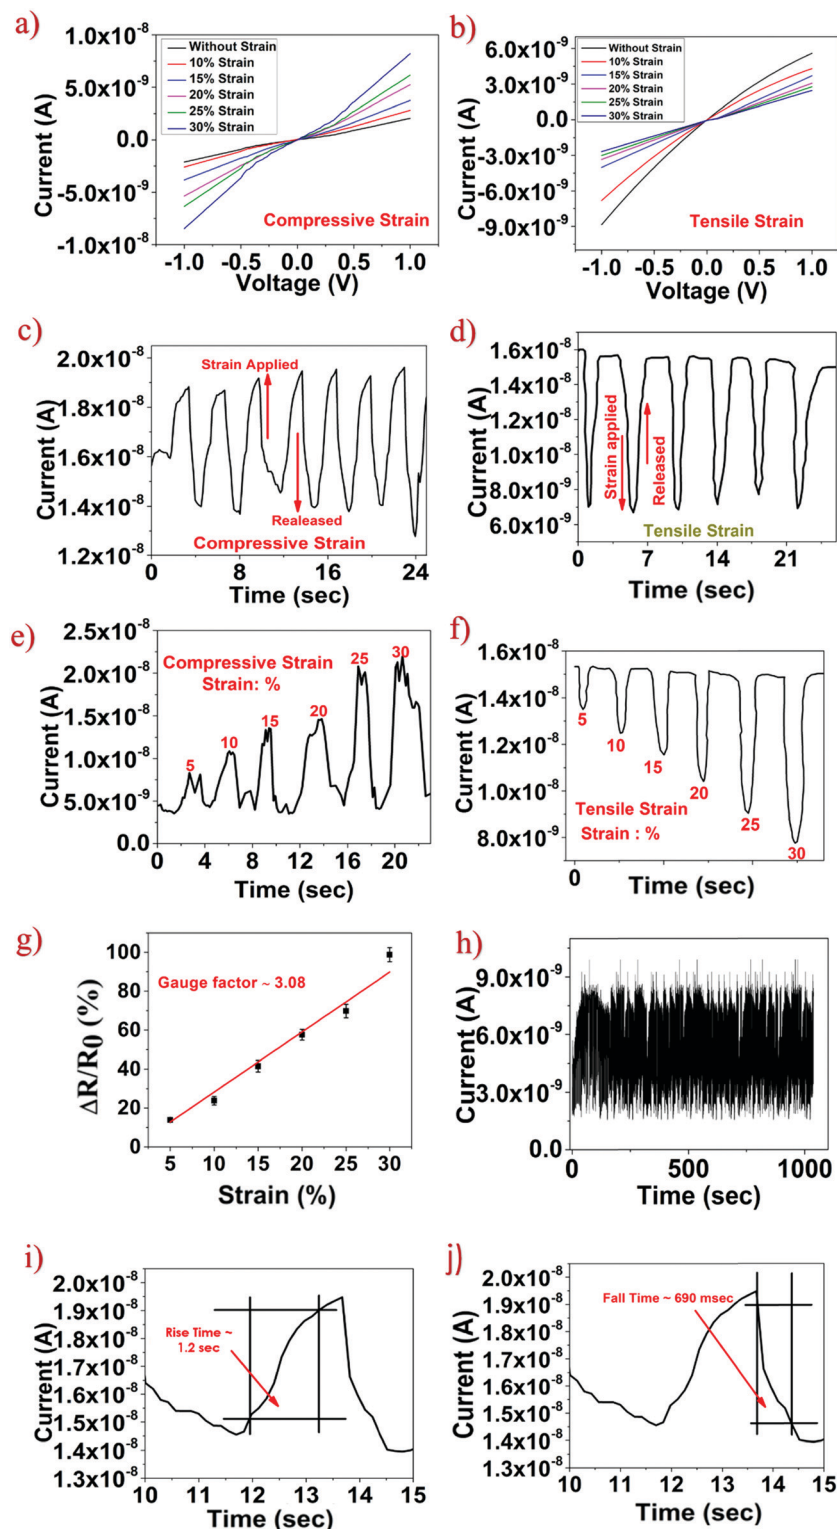 a)
1.0x10⁻⁸
5.0x10⁻⁹
0.0
-5.0x10⁻⁹
-1.0x10⁻⁸
Current (A)
Without Strain
10% Strain
15% Strain
20% Strain
25% Strain
30% Strain
Compressive Strain
-1.0 -0.5 0.0 0.5 1.0
Voltage (V)
b)
6.0x10⁻⁹
3.0x10⁻⁹
0.0
-3.0x10⁻⁹
-6.0x10⁻⁹
-9.0x10⁻⁹
Current (A)
Without Strain
10% Strain
15% Strain
20% Strain
25% Strain
30% Strain
Tensile Strain
-1.0 -0.5 0.0 0.5 1.0
Voltage (V)
c)
2.0x10⁻⁸
1.8x10⁻⁸
1.6x10⁻⁸
1.4x10⁻⁸
1.2x10⁻⁸
Current (A)
Strain Applied
Realeased
Compressive Strain
0 8 16 24
Time (sec)
d)
1.6x10⁻⁸
1.4x10⁻⁸
1.2x10⁻⁸
1.0x10⁻⁸
8.0x10⁻⁹
6.0x10⁻⁹
Current (A)
Strain applied
Released
Tensile Strain
0 7 14 21
Time (sec)
e)
2.5x10⁻⁸
2.0x10⁻⁸
1.5x10⁻⁸
1.0x10⁻⁸
5.0x10⁻⁹
0.0
Current (A)
Compressive Strain
Strain: %
5 10 15 20 25 30
0 4 8 12 16 20
Time (sec)
f)
1.6x10⁻⁸
1.4x10⁻⁸
1.2x10⁻⁸
1.0x10⁻⁸
8.0x10⁻⁹
Current (A)
5 10 15 20 25 30
Tensile Strain
Strain : %
0
Time (sec)
g)
100
80
60
40
20
0
ΔR/R0 (%)
Gauge factor ~ 3.08
5 10 15 20 25 30
Strain (%)
h)
9.0x10⁻⁹
6.0x10⁻⁹
3.0x10⁻⁹
0.0
Current (A)
0 500 1000
Time (sec)
i)
2.0x10⁻⁸
1.9x10⁻⁸
1.8x10⁻⁸
1.7x10⁻⁸
1.6x10⁻⁸
1.5x10⁻⁸
1.4x10⁻⁸
1.3x10⁻⁸
Current (A)
Rise Time ~
1.2 sec
10 11 12 13 14 15
Time (sec)
j)
2.0x10⁻⁸
1.9x10⁻⁸
1.8x10⁻⁸
1.7x10⁻⁸
1.6x10⁻⁸
1.5x10⁻⁸
1.4x10⁻⁸
1.3x10⁻⁸
Current (A)
Fall Time ~ 690 msec
10 11 12 13 14 15
Time (sec)